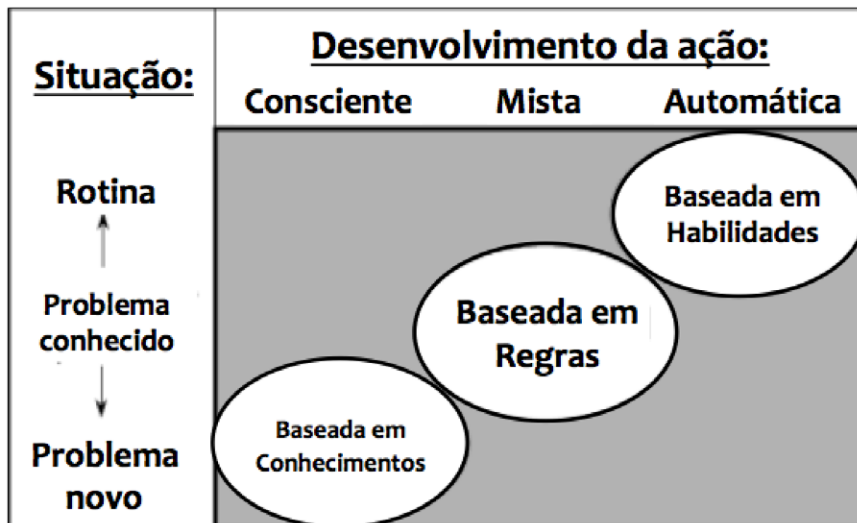 Situação:
Desenvolvimento da ação:
Consciente Mista Automática
Rotina
Problema
conhecido
Problema
novo
Baseada em
Habilidades
Baseada em
Regras
Baseada em
Conhecimentos